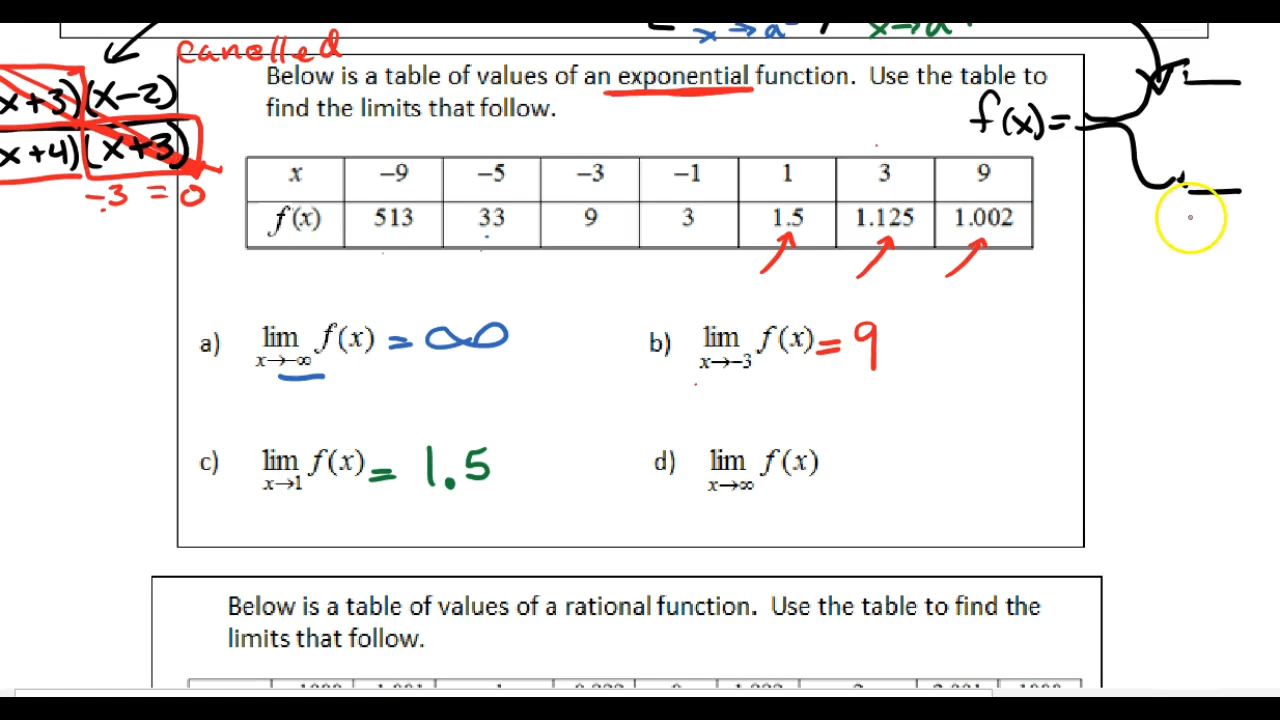 x→a⁻ x→a⁺
canelled
Below is a table of values of an exponential function. Use the table to
find the limits that follow.
x+3)(x−2)
x+4)(x+3)
−3 = 0
f(x)=
x −9 −5 −3 −1 1 3 9
f(x) 513 33 9 3 1.5 1.125 1.002
a) lim x→−∞ f(x) = ∞
b) lim x→−3 f(x) = 9
c) lim x→1 f(x) = 1.5
d) lim x→∞ f(x)
Below is a table of values of a rational function. Use the table to find the
limits that follow.